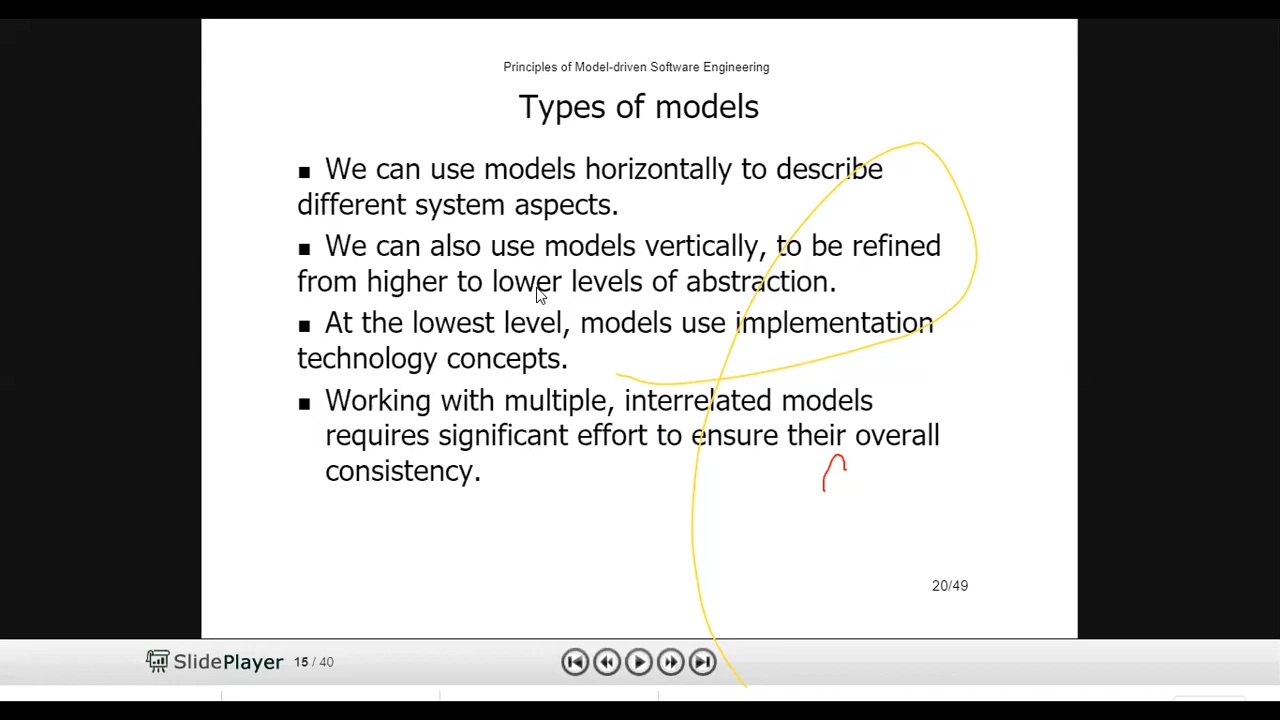 Principles of Model-driven Software Engineering
Types of models
■ We can use models horizontally to describe
different system aspects.
■ We can also use models vertically, to be refined
from higher to lower levels of abstraction.
■ At the lowest level, models use implementation
technology concepts.
■ Working with multiple, interrelated models
requires significant effort to ensure their overall
consistency.
20/49
SlidePlayer 15 / 40